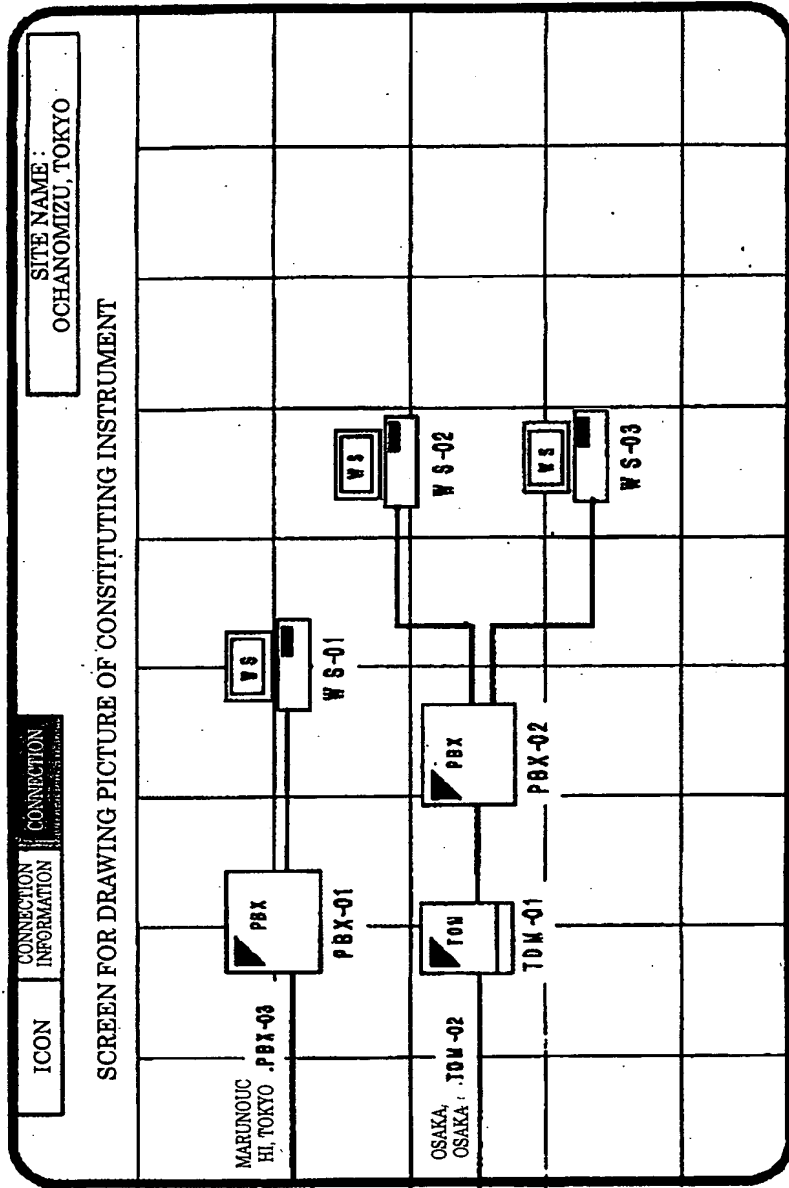 ICON
CONNECTION
INFORMATION
CONNECTION
SITE NAME :
OCHANOMIZU, TOKYO
SCREEN FOR DRAWING PICTURE OF CONSTITUTING INSTRUMENT
MARUNOUC
HI, TOKYO .PBX-03
PBX
PBX-01
WS
WS-01
OSAKA,
OSAKA : .TDM-02
TDM
TDM-01
PBX
PBX-02
WS
WS-02
WS
WS-03